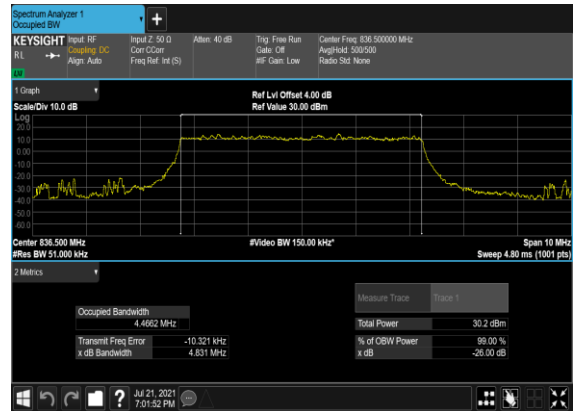 Spectrum Analyzer 1
Occupied BW
+
KEYSIGHT Input: RF Input Z: 50 Ω Atten: 40 dB Trig: Free Run Center Freq: 836.500000 MHz
RL Coupling: DC Corr CCorr Gate: Off Avg|Hold: 500/500
Align: Auto Freq Ref: Int (S) #IF Gain: Low Radio Std: None
1 Graph
Ref Lvl Offset 4.00 dB
Scale/Div 10.0 dB Ref Value 30.00 dBm
Log
20.0
10.0
0.00
-10.0
-20.0
-30.0
-40.0
-50.0
-60.0
Center 836.500 MHz #Video BW 150.00 kHz* Span 10 MHz
#Res BW 51.000 kHz Sweep 4.80 ms (1001 pts)
2 Metrics
Measure Trace Trace 1
Occupied Bandwidth
4.4662 MHz Total Power 30.2 dBm
Transmit Freq Error -10.321 kHz % of OBW Power 99.00 %
x dB Bandwidth 4.831 MHz x dB -26.00 dB
? Jul 21, 2021
7:01:52 PM